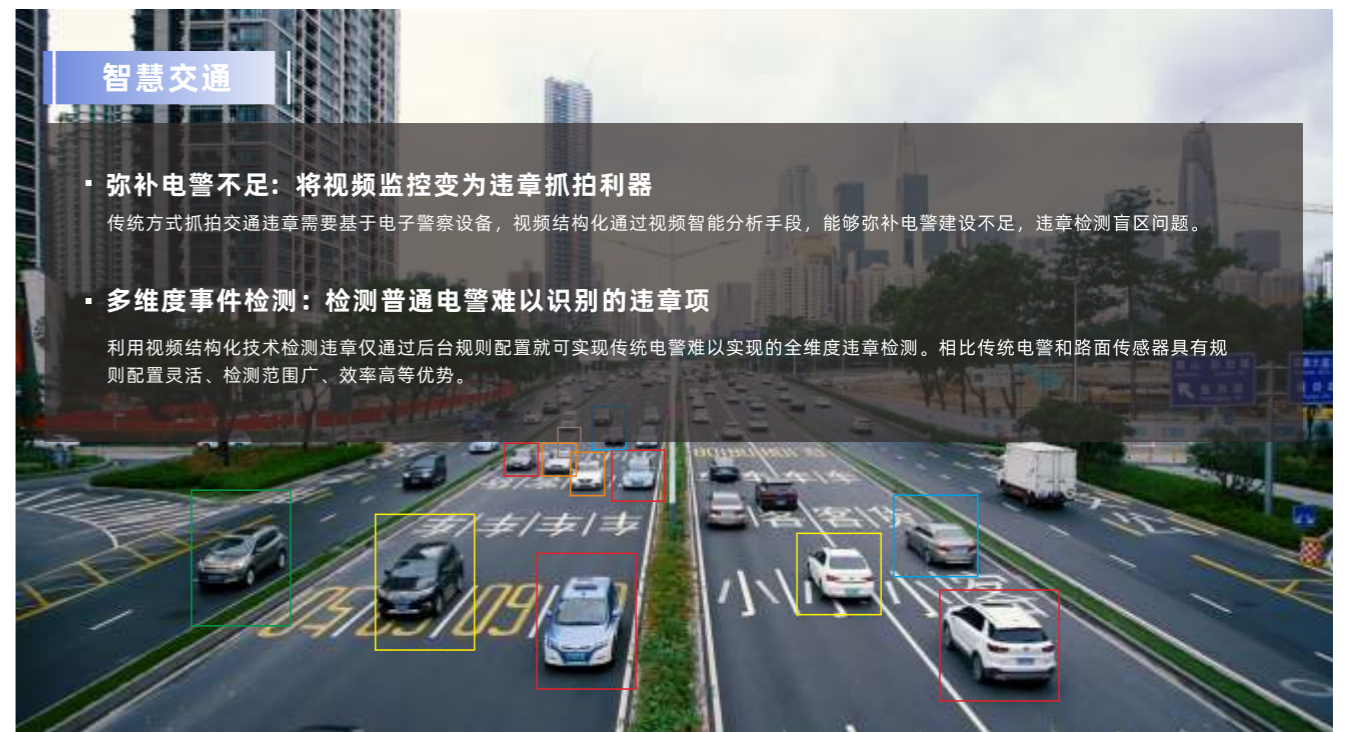 智慧交通
▪ 弥补电警不足：将视频监控变为违章抓拍利器
传统方式抓拍交通违章需要基于电子警察设备，视频结构化通过视频智能分析手段，能够弥补电警建设不足，违章检测盲区问题。
▪ 多维度事件检测：检测普通电警难以识别的违章项
利用视频结构化技术检测违章仅通过后台规则配置就可实现传统电警难以实现的全维度违章检测。相比传统电警和路面传感器具有规
则配置灵活、检测范围广、效率高等优势。